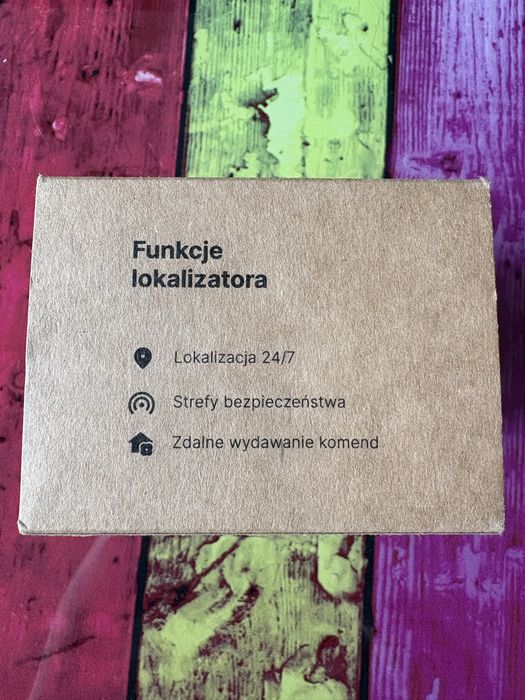 Funkcje
lokalizatora
Lokalizacja 24/7
Strefy bezpieczeństwa
Zdalne wydawanie komend